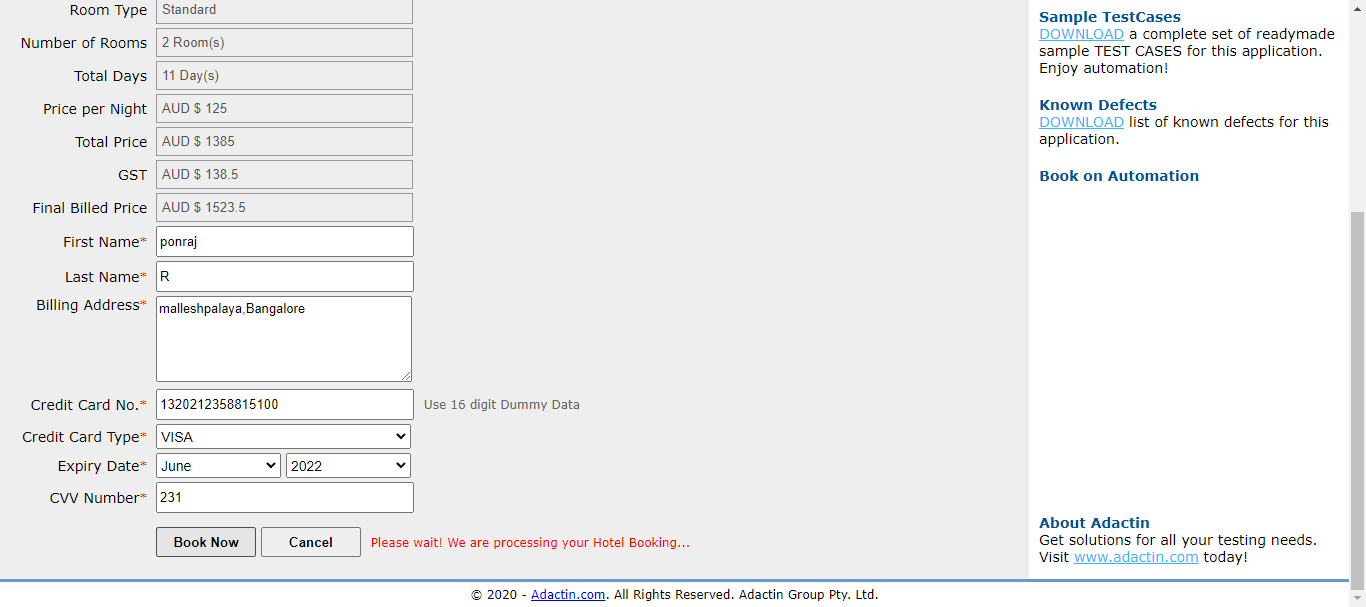 Room Type Standard
Number of Rooms 2 Room(s)
Total Days 11 Day(s)
Price per Night AUD $ 125
Total Price AUD $ 1385
GST AUD $ 138.5
Final Billed Price AUD $ 1523.5
First Name* ponraj
Last Name* R
Billing Address* malleshpalaya,Bangalore
Credit Card No.* 1320212358815100 Use 16 digit Dummy Data
Credit Card Type* VISA
Expiry Date* June 2022
CVV Number* 231
Book Now Cancel Please wait! We are processing your Hotel Booking...
Sample TestCases
DOWNLOAD a complete set of readymade
sample TEST CASES for this application.
Enjoy automation!
Known Defects
DOWNLOAD list of known defects for this
application.
Book on Automation
About Adactin
Get solutions for all your testing needs.
Visit www.adactin.com today!
© 2020 - Adactin.com. All Rights Reserved. Adactin Group Pty. Ltd.